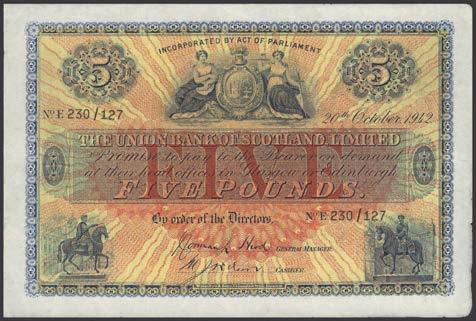 INCORPORATED BY ACT OF PARLIAMENT
5 5
No E 230/127
20th October, 1942
THE UNION BANK OF SCOTLAND LIMITED
Promise to pay to the Bearer on demand
at their head offices in Glasgow or Edinburgh
FIVE POUNDS.
By order of the Directors.
No E 230/127
GENERAL MANAGER.
CASHIER.